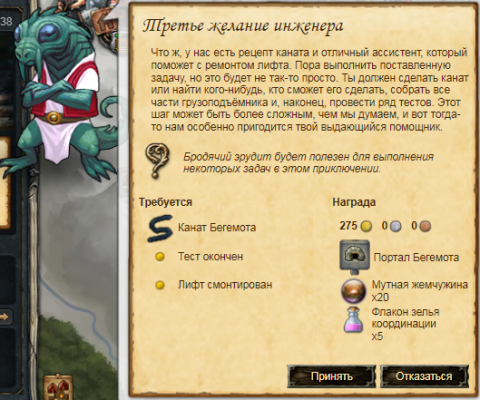 38
Третье желание инженера
Что ж, у нас есть рецепт каната и отличный ассистент, который
поможет с ремонтом лифта. Пора выполнить поставленную
задачу, но это будет не так-то просто. Ты должен сделать канат
или найти кого-нибудь, кто сможет его сделать, собрать все
части грузоподъёмника и, наконец, провести ряд тестов. Этот
шаг может быть более сложным, чем мы думаем, и вот тогда-
то нам особенно пригодится твой выдающийся помощник.
Бродячий эрудит будет полезен для выполнения
некоторых задач в этом приключении.
Требуется
Канат Бегемота
Тест окончен
Лифт смонтирован
Награда
275 0 0
Портал Бегемота
Мутная жемчужина
x20
Флакон зелья
координации
x5
Принять
Отказаться